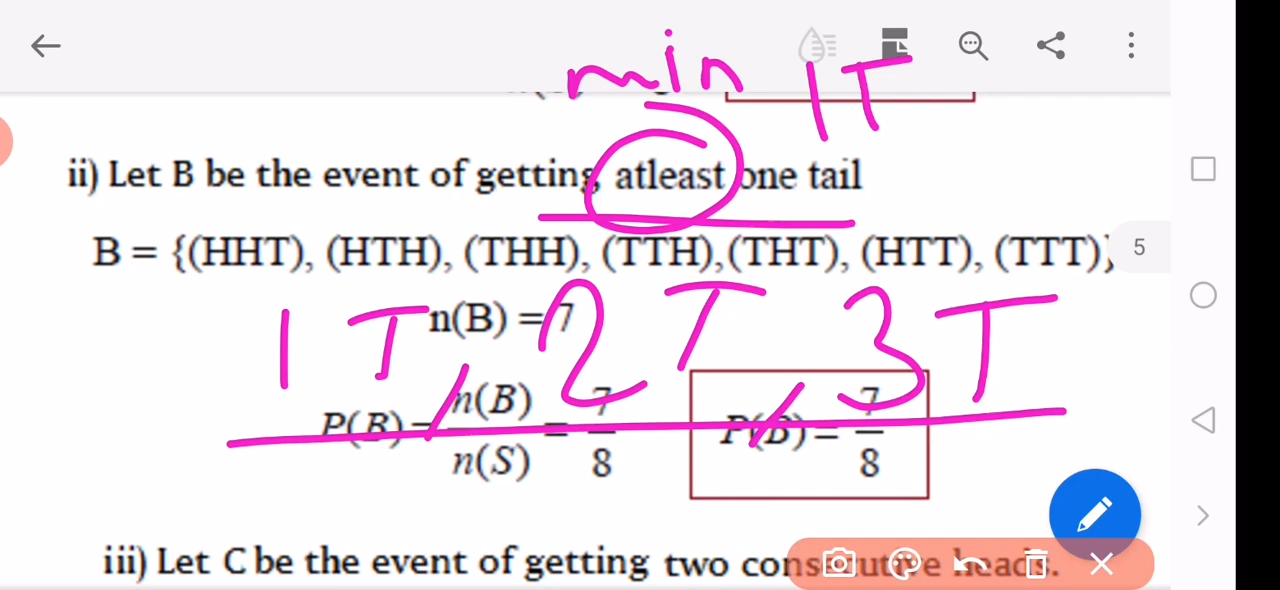 min 1T
ii) Let B be the event of getting atleast one tail
B = {(HHT), (HTH), (THH), (TTH),(THT), (HTT), (TTT)}
5
n(B) = 7
1T, 2T, 3T
P(B) = n(B)/n(S) = 7/8 P(B) = 7/8
iii) Let C be the event of getting two consecutive heads.